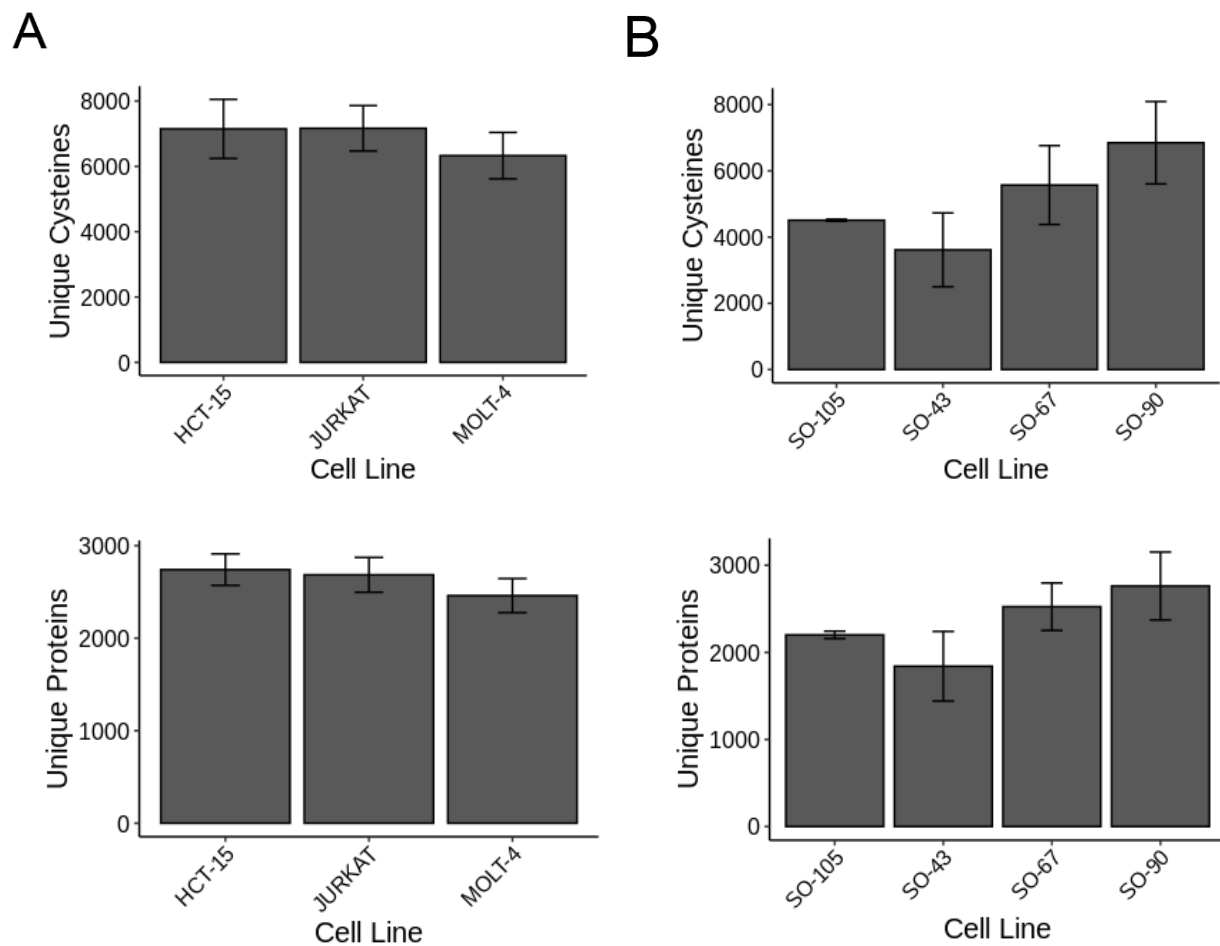 A
Unique Cysteines
8000
6000
4000
2000
0
HCT-15
JURKAT
MOLT-4
Cell Line
B
Unique Cysteines
8000
6000
4000
2000
0
SO-105
SO-43
SO-67
SO-90
Cell Line
Unique Proteins
3000
2000
1000
0
HCT-15
JURKAT
MOLT-4
Cell Line
Unique Proteins
3000
2000
1000
0
SO-105
SO-43
SO-67
SO-90
Cell Line